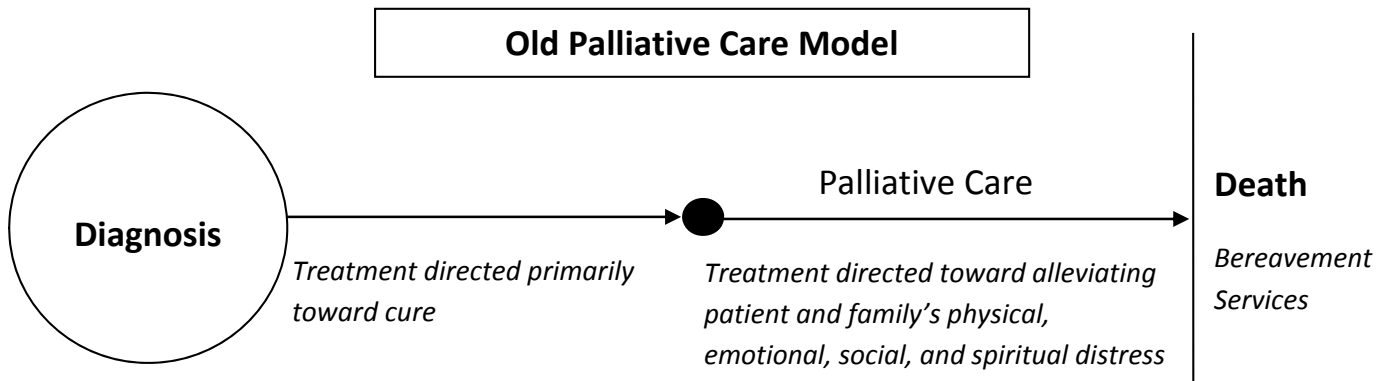 Old Palliative Care Model
Palliative Care
Death
Diagnosis
Treatment directed primarily
toward cure
Treatment directed toward alleviating
patient and family’s physical,
emotional, social, and spiritual distress
Bereavement
Services